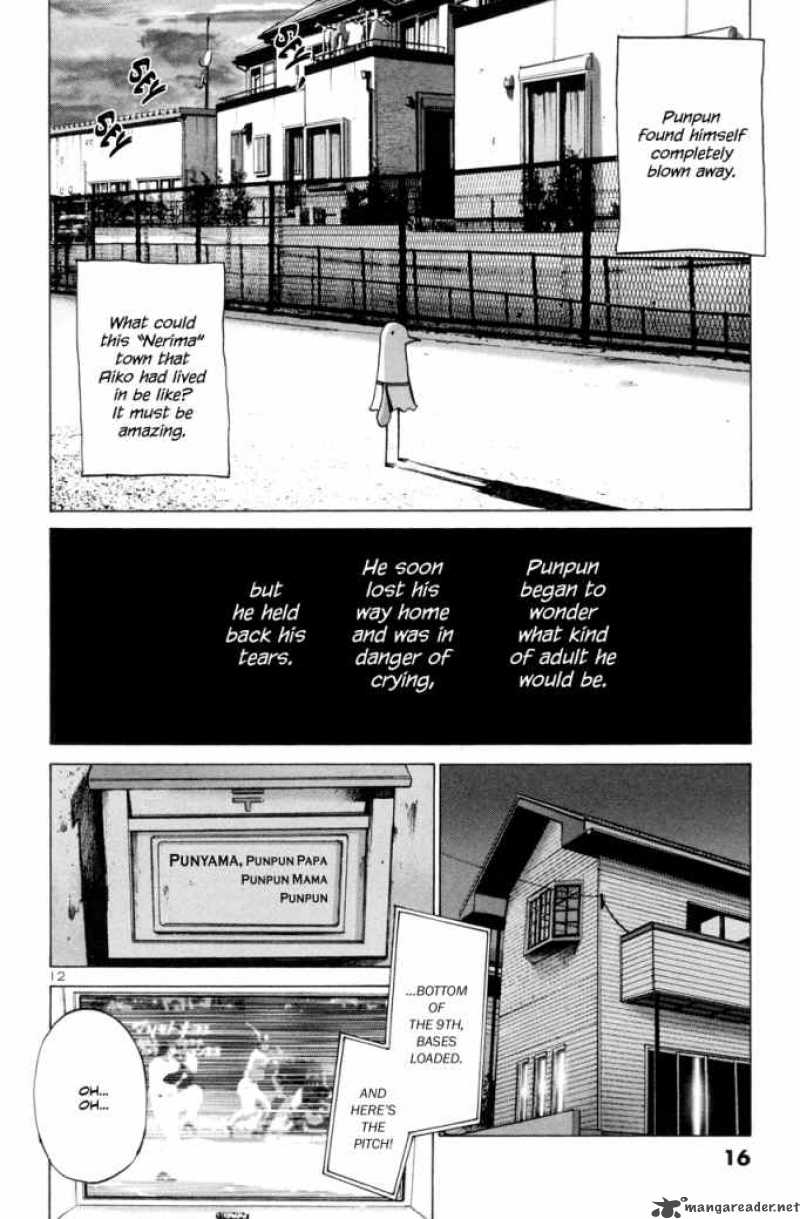 Punpun
found himself
completely
blown away.
SEY
SEY
SEY
SEY
SEY
What could
this "Nerima"
town that
Aiko had lived
in be like?
It must be
amazing.
Punpun
began to
wonder
what kind
of adult he
would be.
He soon
lost his
way home
and was in
danger of
crying,
but
he held
back his
tears.
PUNYAMA, PUNPUN PAPA
PUNPUN MAMA
PUNPUN
12
...BOTTOM
OF
THE 9TH,
BASES
LOADED.
AND
HERE'S
THE
PITCH!
OH...
OH...
16
mangareader.net